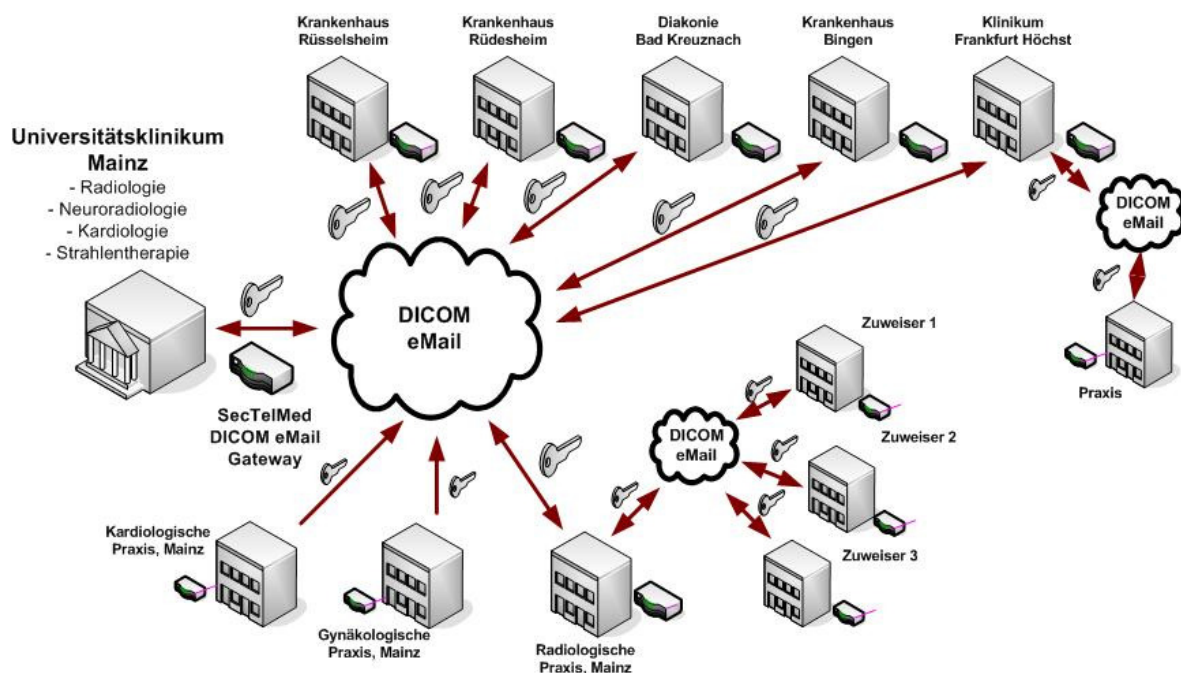 Krankenhaus
Rüsselsheim
Krankenhaus
Rüdesheim
Diakonie
Bad Kreuznach
Krankenhaus
Bingen
Klinikum
Frankfurt Höchst
Universitätsklinikum
Mainz
- Radiologie
- Neuroradiologie
- Kardiologie
- Strahlentherapie
DICOM
eMail
DICOM
eMail
SecTelMed
DICOM eMail
Gateway
Zuweiser 1
Praxis
DICOM
eMail
Zuweiser 2
Zuweiser 3
Kardiologische
Praxis, Mainz
Gynäkologische
Praxis, Mainz
Radiologische
Praxis, Mainz